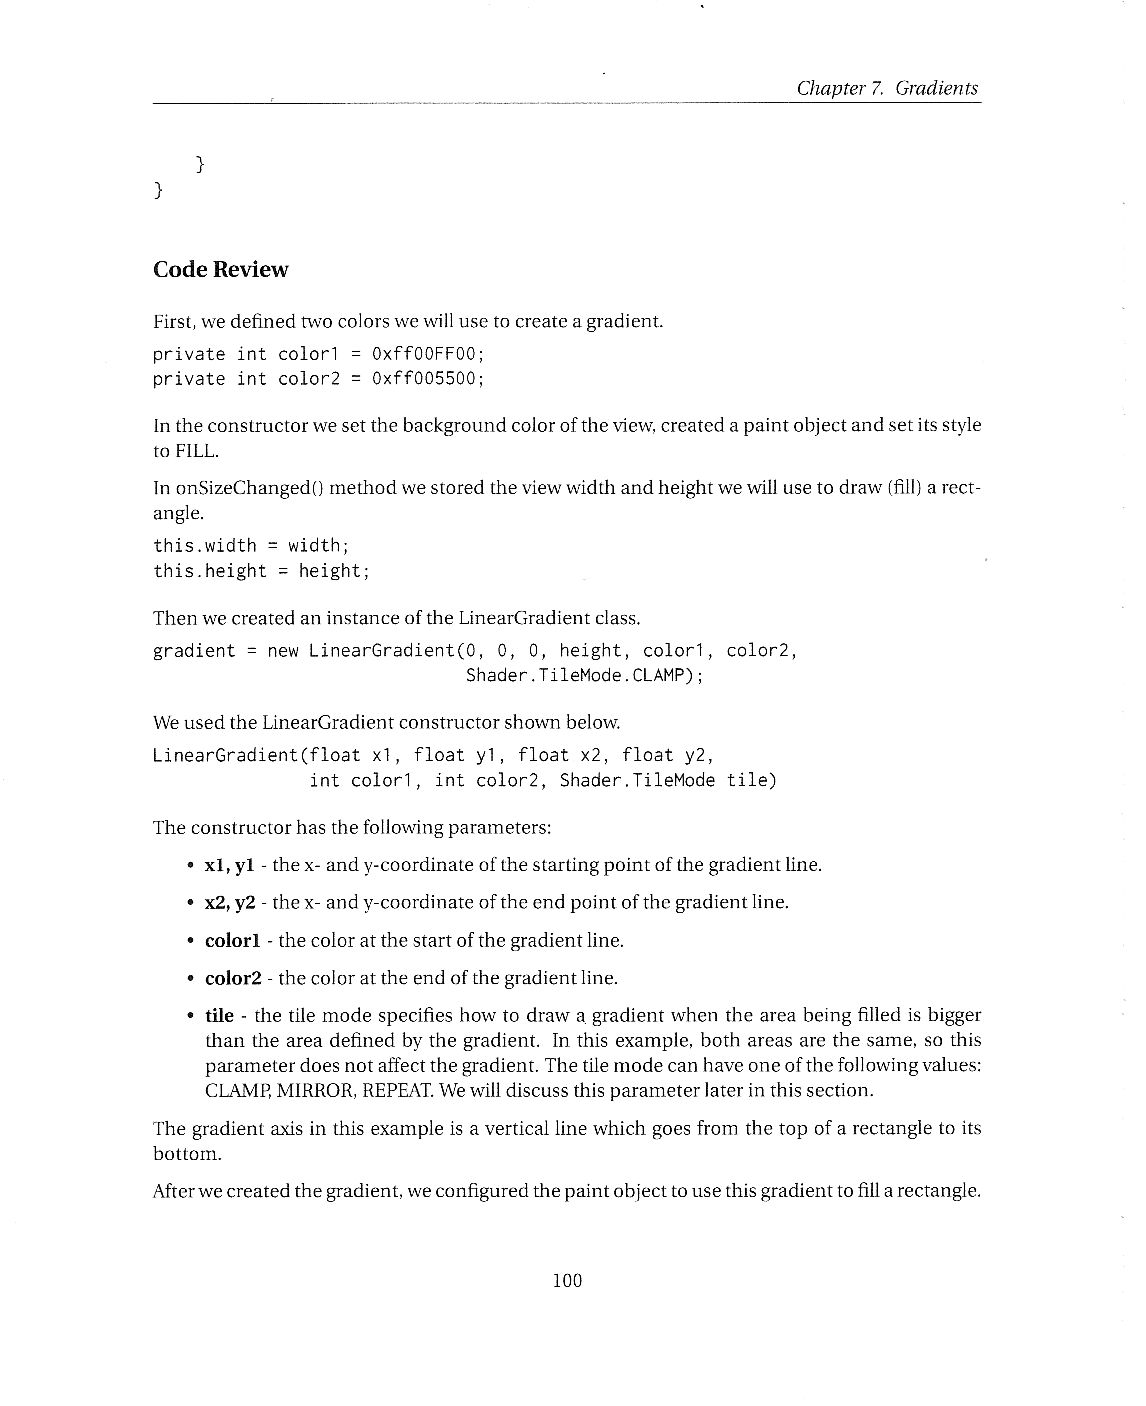 Chapter 7. Gradients
}
}
Code Review
First, we defined two colors we will use to create a gradient.
private int color1 = 0xff00FF00;
private int color2 = 0xff005500;
In the constructor we set the background color of the view, created a paint object and set its style
to FILL.
In onSizeChanged() method we stored the view width and height we will use to draw (fill) a rect-
angle.
this.width = width;
this.height = height;
Then we created an instance of the LinearGradient class.
gradient = new LinearGradient(0, 0, 0, height, color1, color2,
Shader.TileMode.CLAMP);
We used the LinearGradient constructor shown below.
LinearGradient(float x1, float y1, float x2, float y2,
int color1, int color2, Shader.TileMode tile)
The constructor has the following parameters:
• x1, y1 - the x- and y-coordinate of the starting point of the gradient line.
• x2, y2 - the x- and y-coordinate of the end point of the gradient line.
• color1 - the color at the start of the gradient line.
• color2 - the color at the end of the gradient line.
• tile - the tile mode specifies how to draw a gradient when the area being filled is bigger
than the area defined by the gradient. In this example, both areas are the same, so this
parameter does not affect the gradient. The tile mode can have one of the following values:
CLAMP, MIRROR, REPEAT. We will discuss this parameter later in this section.
The gradient axis in this example is a vertical line which goes from the top of a rectangle to its
bottom.
After we created the gradient, we configured the paint object to use this gradient to fill a rectangle.
100